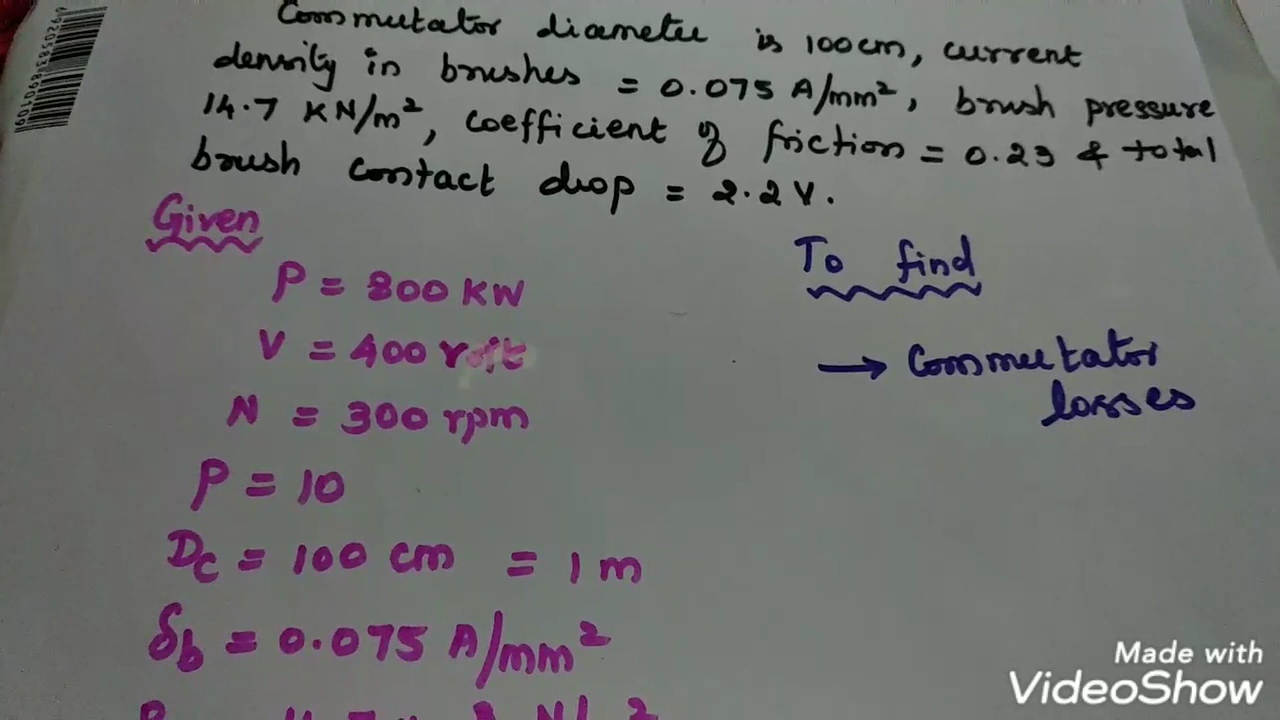 Commutator diameter is 100cm, current
density in brushes = 0.075 A/mm², brush pressure
14.7 KN/m², coefficient of friction = 0.23 & total
brush contact drop = 2.2 V.
Given
P = 800 KW
V = 400 volt
N = 300 rpm
P = 10
Dc = 100 cm = 1 m
δb = 0.075 A/mm²
To find
→ Commutator
losses
Made with
VideoShow